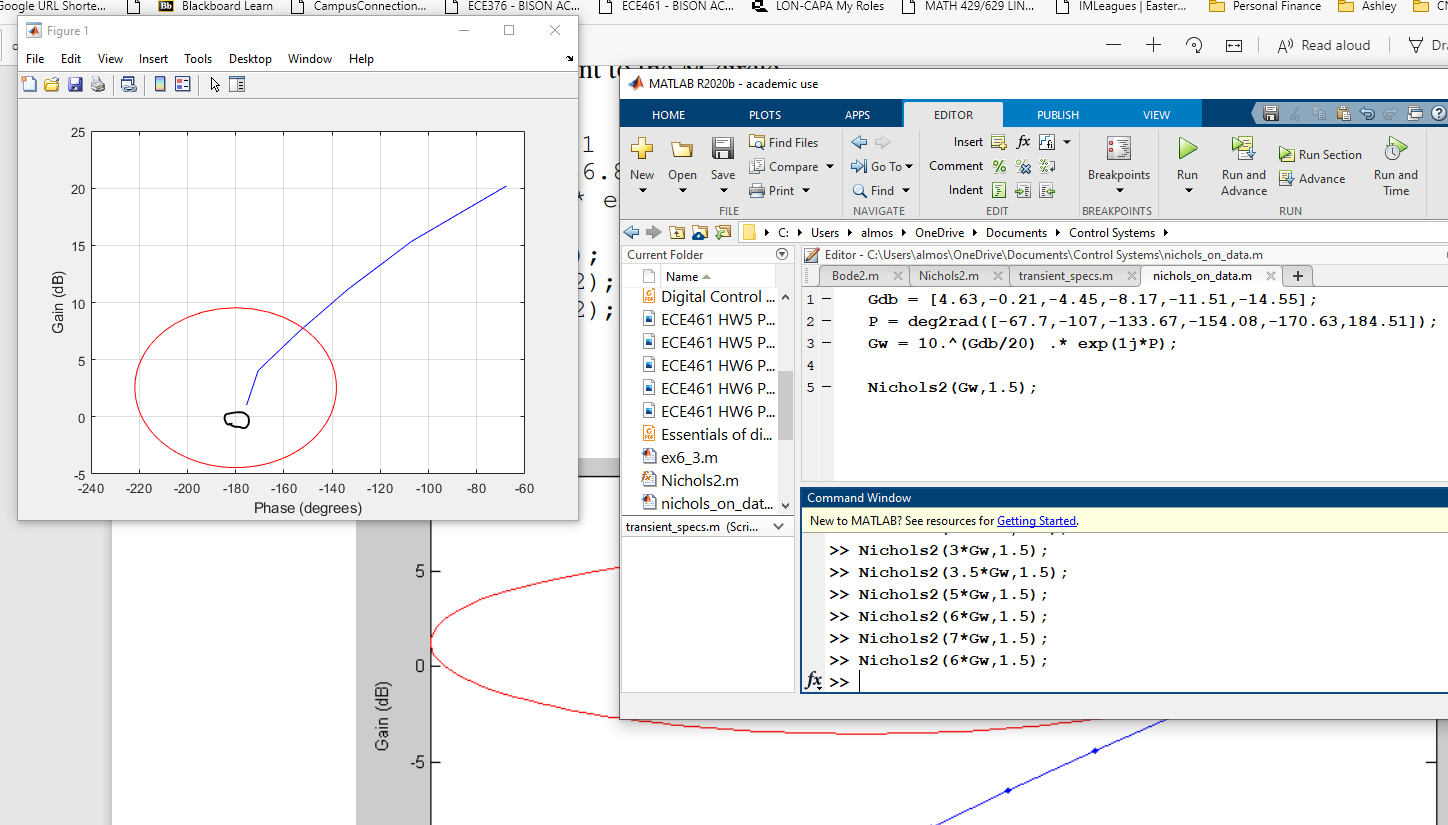 Google URL Shorte...
Bb Blackboard Learn
CampusConnection...
ECE376 - BISON AC...
ECE461 - BISON AC...
LON-CAPA My Roles
MATH 429/629 LIN...
IMLeagues | Easter...
Personal Finance
Ashley
Read aloud
Figure 1
File Edit View Insert Tools Desktop Window Help
25
20
15
10
5
0
-5
-240 -220 -200 -180 -160 -140 -120 -100 -80 -60
Gain (dB)
Phase (degrees)
1
6.8
* e
);
2);
2);
MATLAB R2020b - academic use
HOME PLOTS APPS EDITOR PUBLISH VIEW
New Open Save
Find Files
Compare
Print
FILE
Go To
Find
NAVIGATE
Insert fx
Comment
Indent
EDIT
Breakpoints
BREAKPOINTS
Run
Run and Advance
Run Section
Advance
Run and Time
RUN
C: Users almos OneDrive Documents Control Systems
Current Folder
Name
Digital Control ...
ECE461 HW5 P...
ECE461 HW5 P...
ECE461 HW6 P...
ECE461 HW6 P...
ECE461 HW6 P...
Essentials of di...
ex6_3.m
Nichols2.m
nichols_on_dat...
transient_specs.m (Scri...
Editor - C:\Users\almos\OneDrive\Documents\Control Systems\nichols_on_data.m
Bode2.m Nichols2.m transient_specs.m nichols_on_data.m +
1 Gdb = [4.63,-0.21,-4.45,-8.17,-11.51,-14.55];
2 P = deg2rad([-67.7,-107,-133.67,-154.08,-170.63,184.51]);
3 Gw = 10.^(Gdb/20) .* exp(1j*P);
4
5 Nichols2(Gw,1.5);
Command Window
New to MATLAB? See resources for Getting Started.
>> Nichols2(3*Gw,1.5);
>> Nichols2(3.5*Gw,1.5);
>> Nichols2(5*Gw,1.5);
>> Nichols2(6*Gw,1.5);
>> Nichols2(7*Gw,1.5);
>> Nichols2(6*Gw,1.5);
fx >>
5
0
-5
Gain (dB)